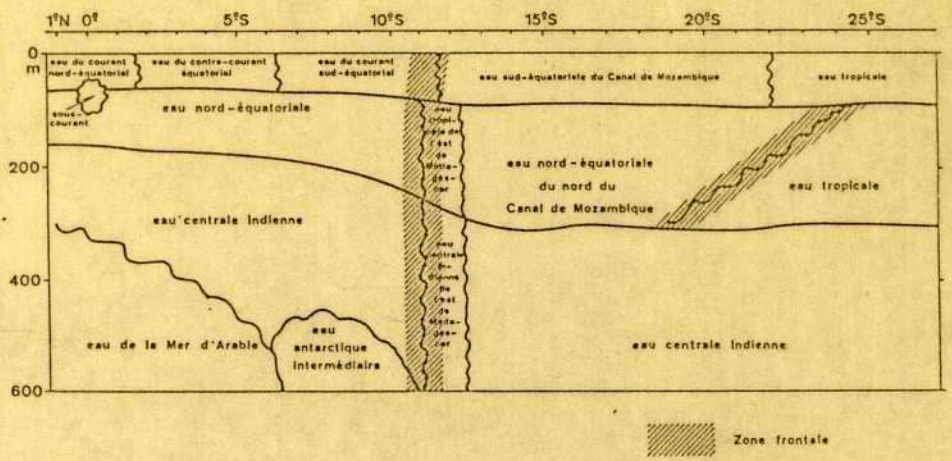 1°N 0° 5°S 10°S 15°S 20°S 25°S
0
m
200
400
600
eau du courant
nord-équatorial
eau du contre-courant
équatorial
eau du courant
sud-équatorial
eau sud-équatoriale du Canal de Mozambique
eau tropicale
sous-
courant
eau nord-équatoriale
eau
tropi-
cale de
l'est
de
Mada-
gas-
car
eau nord-équatoriale
du nord du
Canal de Mozambique
eau tropicale
eau centrale Indienne
eau
centrale
In-
dienne
de
l'est
de
Mada-
gas-
car
eau de la Mer d'Arabie
eau
antarctique
intermédiaire
eau centrale Indienne
Zone frontale